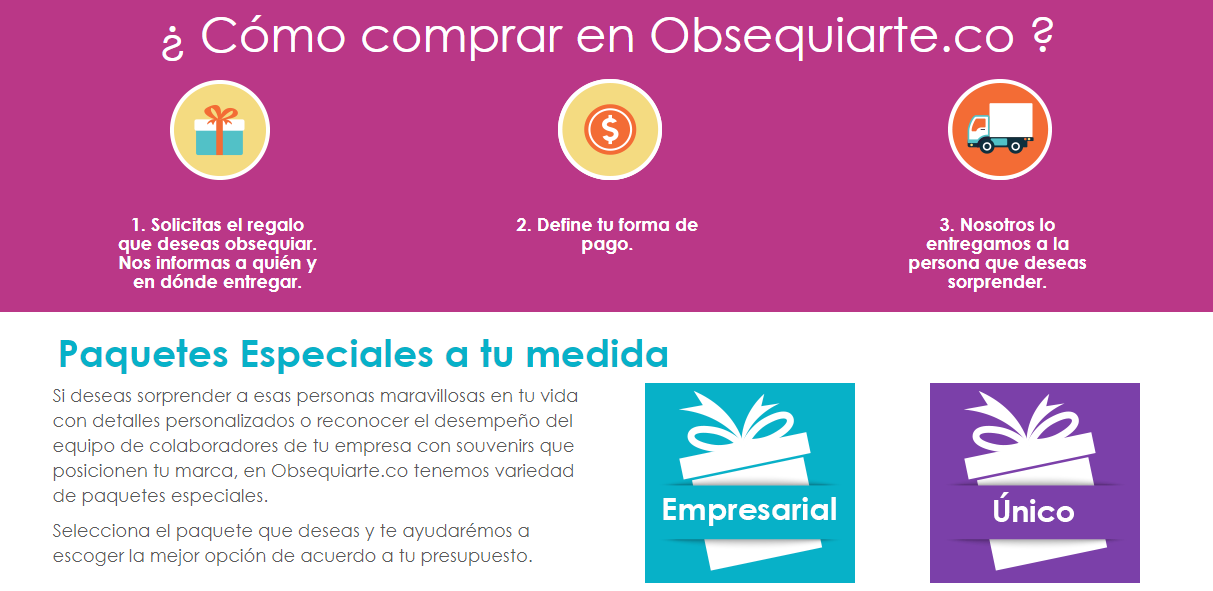 ¿ Cómo comprar en Obsequiarte.co ?
$
1. Solicitas el regalo
que deseas obsequiar.
Nos informas a quién y
en dónde entregar.
2. Define tu forma de
pago.
3. Nosotros lo
entregamos a la
persona que deseas
sorprender.
Paquetes Especiales a tu medida
Si deseas sorprender a esas personas maravillosas en tu vida
con detalles personalizados o reconocer el desempeño del
equipo de colaboradores de tu empresa con souvenirs que
posicionen tu marca, en Obsequiarte.co tenemos variedad
de paquetes especiales.
Selecciona el paquete que deseas y te ayudarémos a
escoger la mejor opción de acuerdo a tu presupuesto.
Empresarial
Único